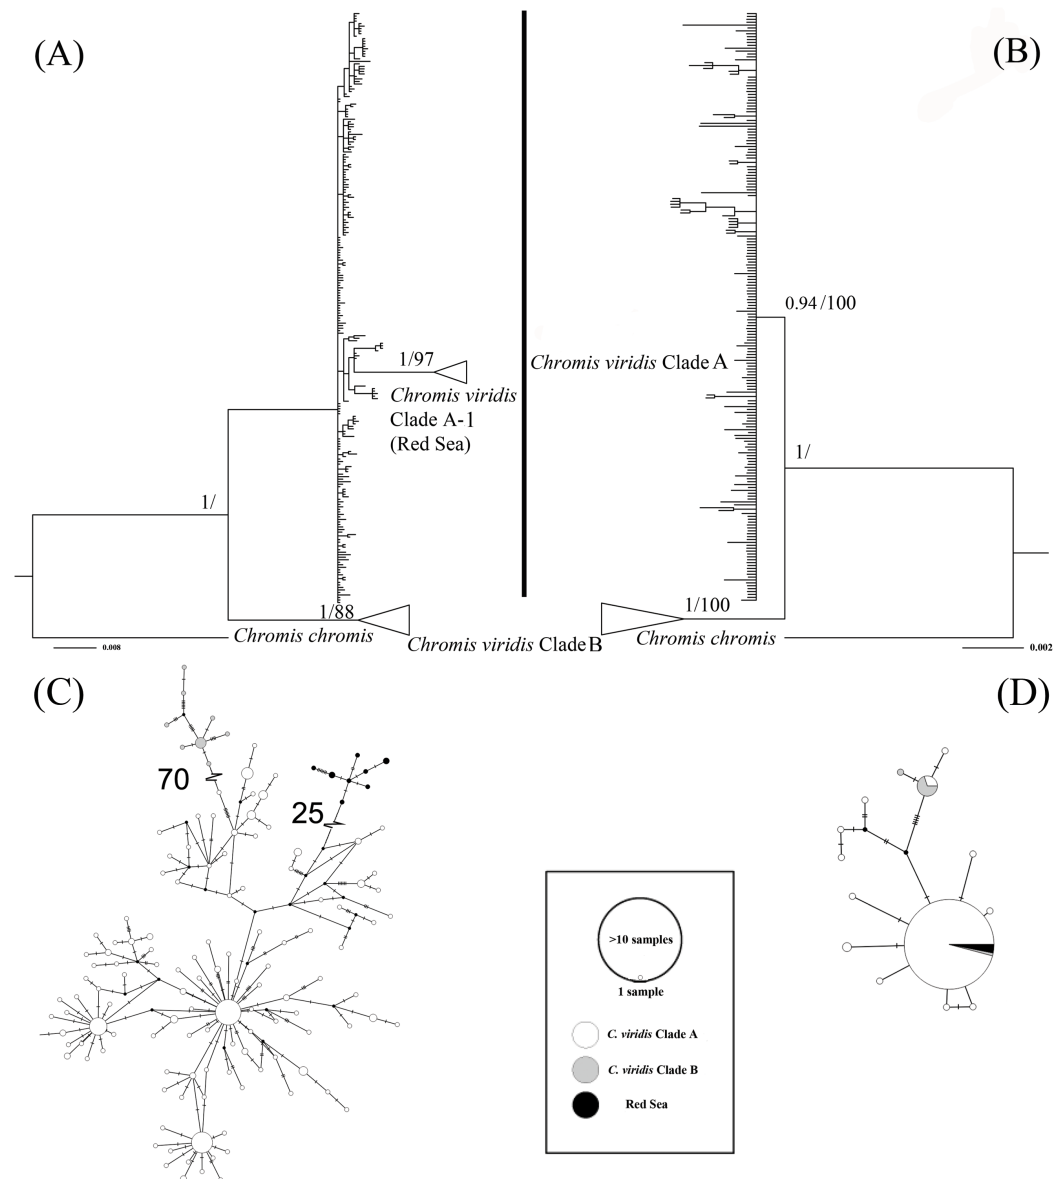 (A)
(B)
0.94 /100
1/97
Chromis viridis Clade A
Chromis viridis
Clade A-1
(Red Sea)
1/
1/
1/88
1/100
Chromis chromis
Chromis chromis
Chromis viridis Clade B
0.008
0.002
(C)
(D)
70
25
>10 samples
1 sample
C. viridis Clade A
C. viridis Clade B
Red Sea